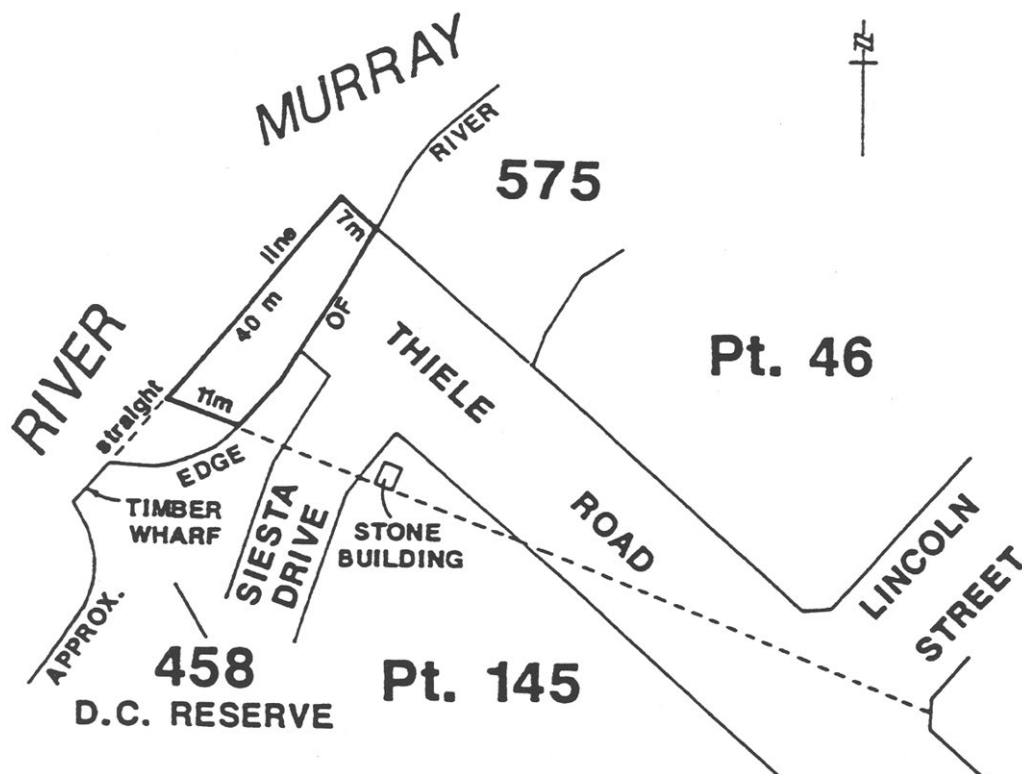 MURRAY
N
RIVER
575
7m
line
40 m
OF
THIELE
Pt. 46
RIVER
straight
11m
EDGE
TIMBER
WHARF
SIESTA
DRIVE
STONE
BUILDING
ROAD
LINCOLN
STREET
APPROX.
458
D.C. RESERVE
Pt. 145